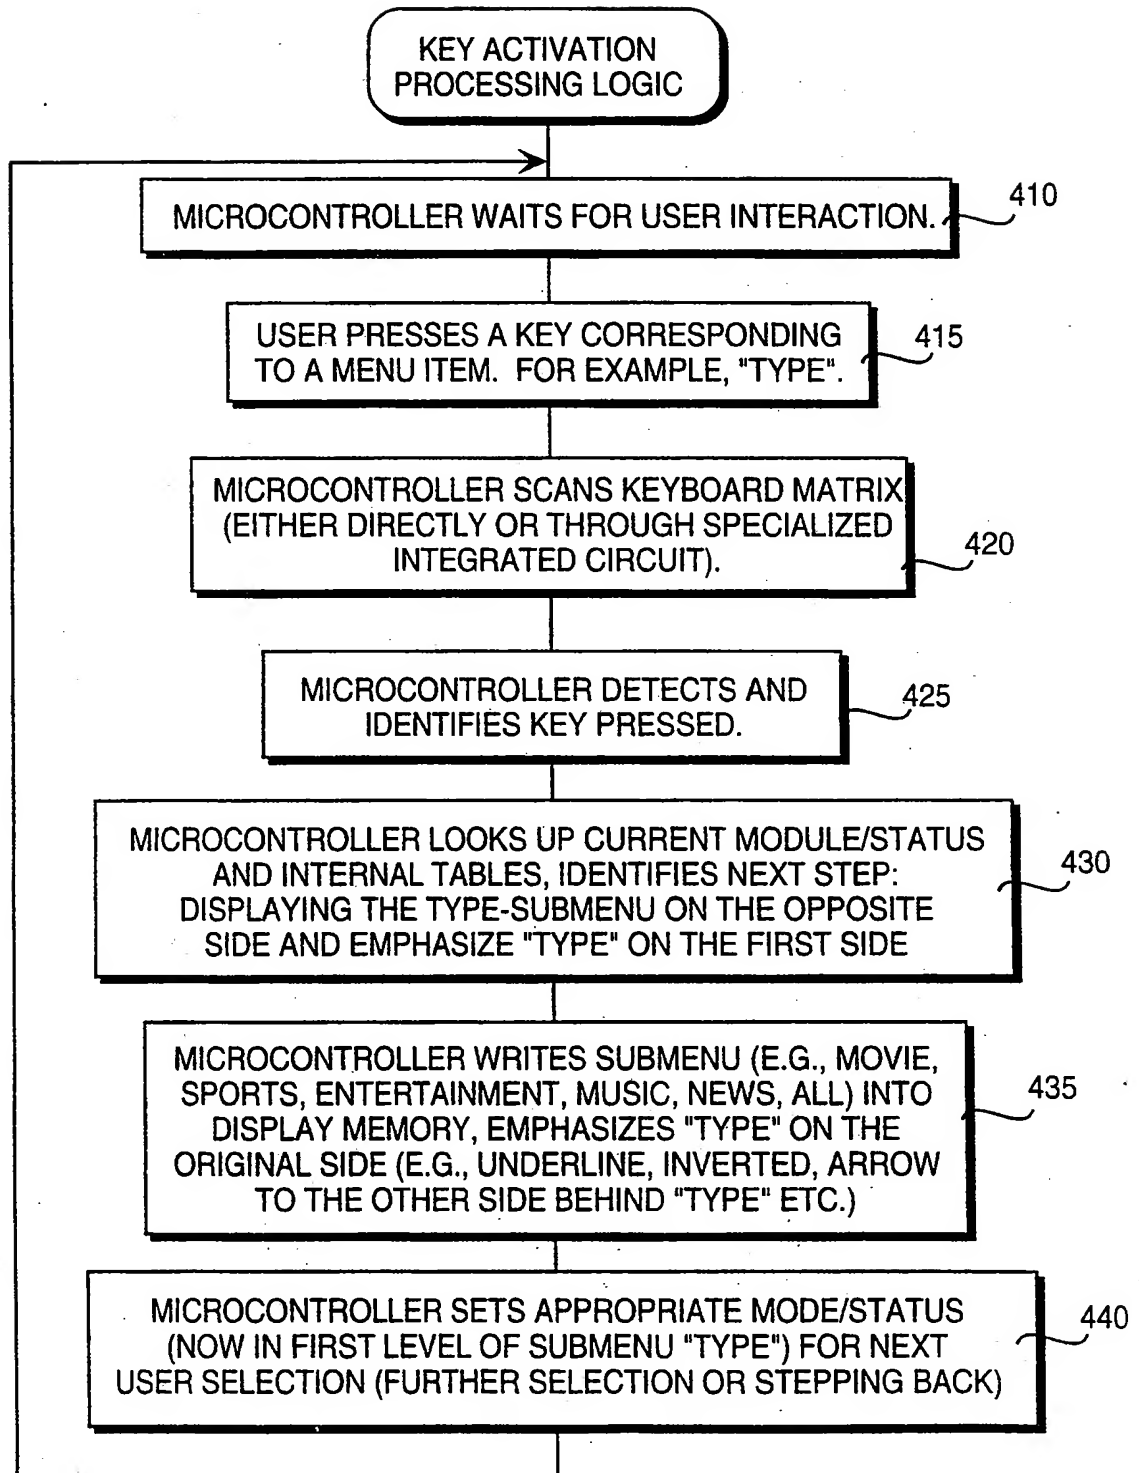 KEY ACTIVATION
PROCESSING LOGIC
MICROCONTROLLER WAITS FOR USER INTERACTION.
410
USER PRESSES A KEY CORRESPONDING
TO A MENU ITEM. FOR EXAMPLE, "TYPE".
415
MICROCONTROLLER SCANS KEYBOARD MATRIX
(EITHER DIRECTLY OR THROUGH SPECIALIZED
INTEGRATED CIRCUIT).
420
MICROCONTROLLER DETECTS AND
IDENTIFIES KEY PRESSED.
425
MICROCONTROLLER LOOKS UP CURRENT MODULE/STATUS
AND INTERNAL TABLES, IDENTIFIES NEXT STEP:
DISPLAYING THE TYPE-SUBMENU ON THE OPPOSITE
SIDE AND EMPHASIZE "TYPE" ON THE FIRST SIDE
430
MICROCONTROLLER WRITES SUBMENU (E.G., MOVIE,
SPORTS, ENTERTAINMENT, MUSIC, NEWS, ALL) INTO
DISPLAY MEMORY, EMPHASIZES "TYPE" ON THE
ORIGINAL SIDE (E.G., UNDERLINE, INVERTED, ARROW
TO THE OTHER SIDE BEHIND "TYPE" ETC.)
435
MICROCONTROLLER SETS APPROPRIATE MODE/STATUS
(NOW IN FIRST LEVEL OF SUBMENU "TYPE") FOR NEXT
USER SELECTION (FURTHER SELECTION OR STEPPING BACK)
440